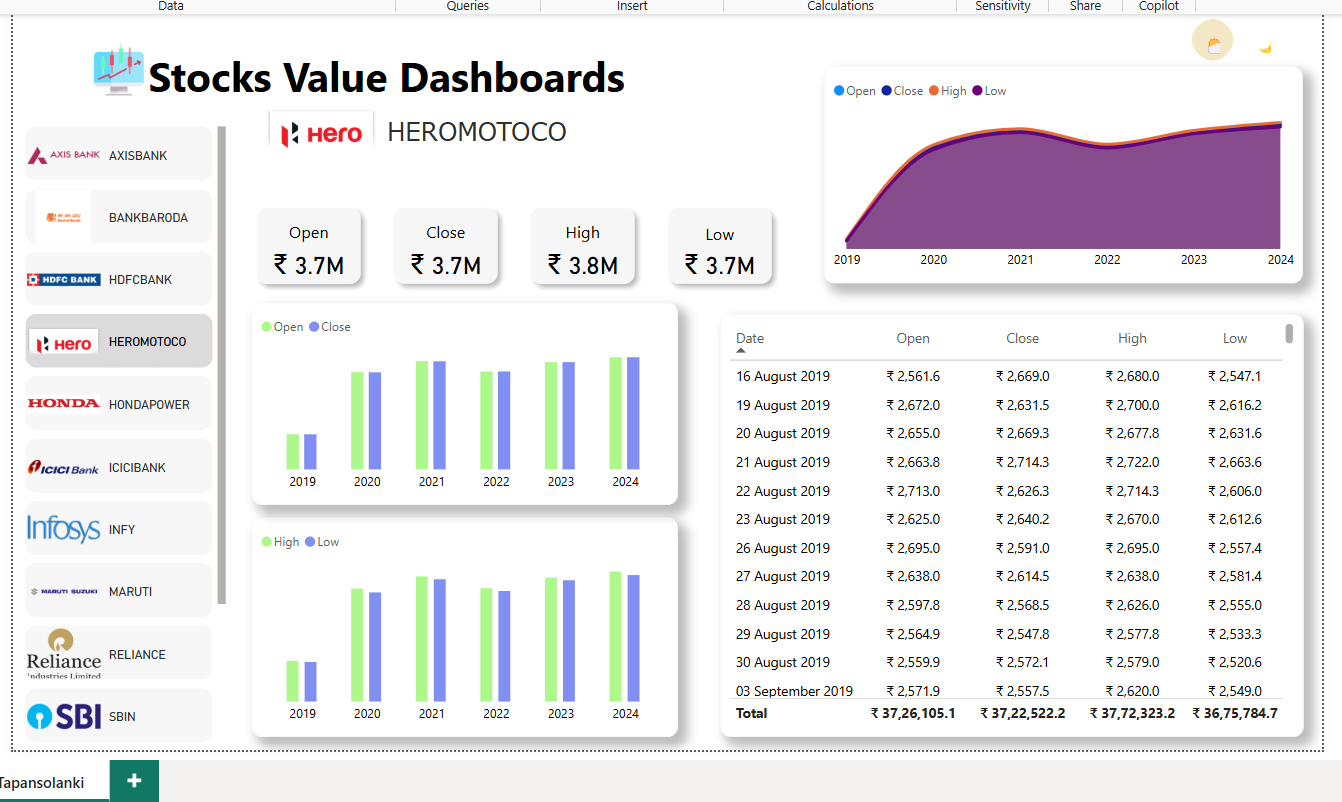 Data Queries Insert Calculations Sensitivity Share Copilot
Stocks Value Dashboards
Hero HEROMOTOCO
AXIS BANK AXISBANK
BANKBARODA
HDFC BANK HDFCBANK
Hero HEROMOTOCO
HONDA HONDAPOWER
ICICI Bank ICICIBANK
Infosys INFY
MARUTI SUZUKI MARUTI
Reliance
Industries Limited
RELIANCE
SBI SBIN
Open
₹ 3.7M
Close
₹ 3.7M
High
₹ 3.8M
Low
₹ 3.7M
Open Close High Low
2019 2020 2021 2022 2023 2024
Open Close
2019 2020 2021 2022 2023 2024
High Low
2019 2020 2021 2022 2023 2024
Date Open Close High Low
16 August 2019 ₹ 2,561.6 ₹ 2,669.0 ₹ 2,680.0 ₹ 2,547.1
19 August 2019 ₹ 2,672.0 ₹ 2,631.5 ₹ 2,700.0 ₹ 2,616.2
20 August 2019 ₹ 2,655.0 ₹ 2,669.3 ₹ 2,677.8 ₹ 2,631.6
21 August 2019 ₹ 2,663.8 ₹ 2,714.3 ₹ 2,722.0 ₹ 2,663.6
22 August 2019 ₹ 2,713.0 ₹ 2,626.3 ₹ 2,714.3 ₹ 2,606.0
23 August 2019 ₹ 2,625.0 ₹ 2,640.2 ₹ 2,670.0 ₹ 2,612.6
26 August 2019 ₹ 2,695.0 ₹ 2,591.0 ₹ 2,695.0 ₹ 2,557.4
27 August 2019 ₹ 2,638.0 ₹ 2,614.5 ₹ 2,638.0 ₹ 2,581.4
28 August 2019 ₹ 2,597.8 ₹ 2,568.5 ₹ 2,626.0 ₹ 2,555.0
29 August 2019 ₹ 2,564.9 ₹ 2,547.8 ₹ 2,577.8 ₹ 2,533.3
30 August 2019 ₹ 2,559.9 ₹ 2,572.1 ₹ 2,579.0 ₹ 2,520.6
03 September 2019 ₹ 2,571.9 ₹ 2,557.5 ₹ 2,620.0 ₹ 2,549.0
Total ₹ 37,26,105.1 ₹ 37,22,522.2 ₹ 37,72,323.2 ₹ 36,75,784.7
Tapansolanki +